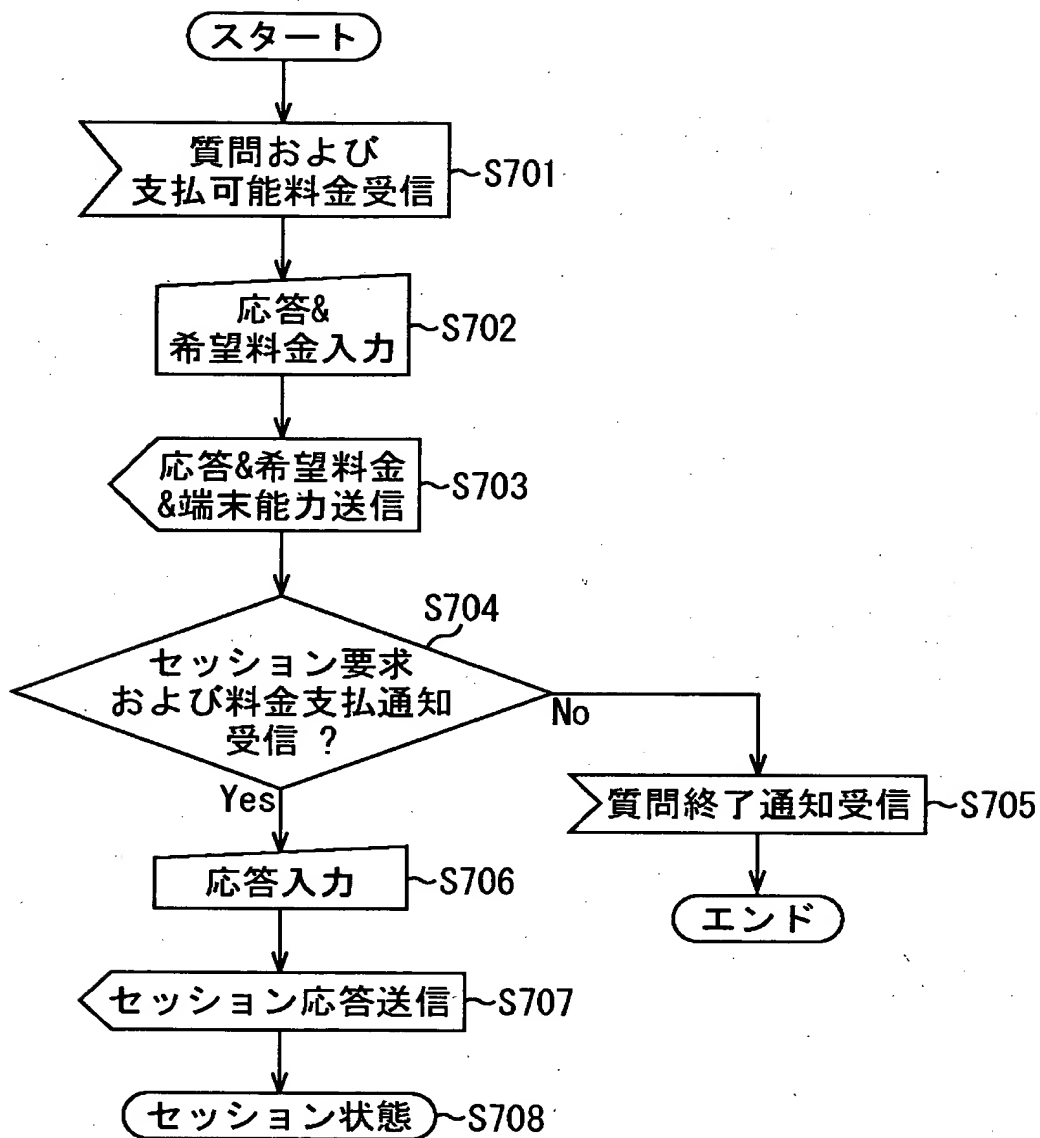 スタート
質問および
支払可能料金受信
S701
応答&
希望料金入力
S702
応答&希望料金
&端末能力送信
S703
S704
セッション要求
および料金支払通知
受信 ?
No
Yes
質問終了通知受信
S705
エンド
応答入力
S706
セッション応答送信
S707
セッション状態
S708